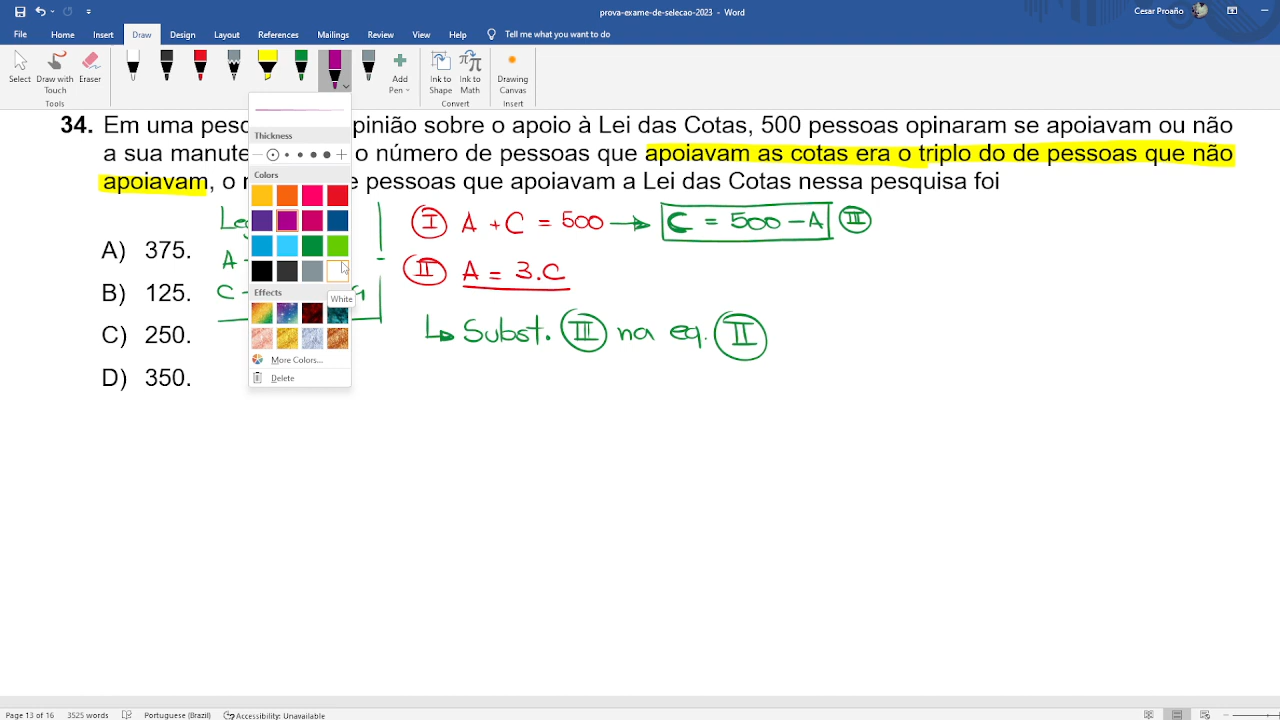 prova-exame-de-selecao-2023 - Word
Cesar Proaño
File Home Insert Draw Design Layout References Mailings Review View Help Tell me what you want to do
Select Draw with Touch Eraser Add Pen Ink to Shape Ink to Math Drawing Canvas
Tools Convert Insert
34. Em uma pesc pinião sobre o apoio à Lei das Cotas, 500 pessoas opinaram se apoiavam ou não
a sua manute o número de pessoas que apoiavam as cotas era o triplo do de pessoas que não
apoiavam, o e pessoas que apoiavam a Lei das Cotas nessa pesquisa foi
Thickness
Colors
White
Effects
More Colors...
Delete
A) 375.
B) 125.
C) 250.
D) 350.
A -
C -
I A + C = 500 → C = 500 - A III
II A = 3.C
↳ Subst. III na eq. II
Page 13 of 16 3525 words Portuguese (Brazil) Accessibility: Unavailable